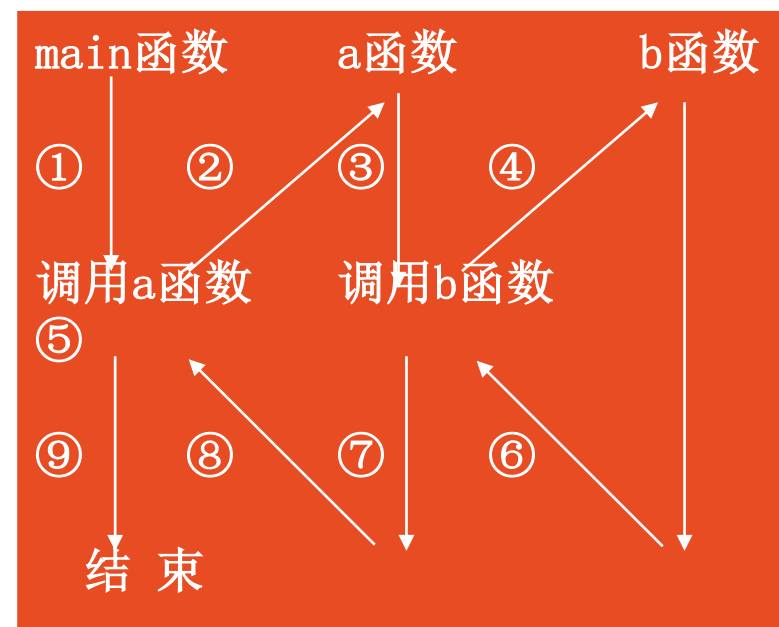 main函数 a函数 b函数
① ② ③ ④
调用a函数 调用b函数
⑤
⑨ ⑧ ⑦ ⑥
结 束